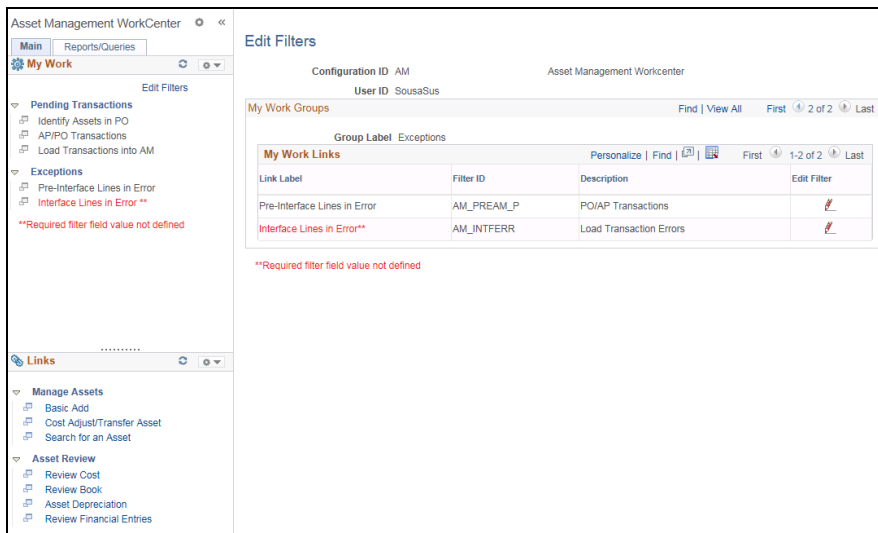 Asset Management WorkCenter
Main Reports/Queries
My Work
Edit Filters
Pending Transactions
Identify Assets in PO
AP/PO Transactions
Load Transactions into AM
Exceptions
Pre-Interface Lines in Error
Interface Lines in Error **
**Required filter field value not defined
Links
Manage Assets
Basic Add
Cost Adjust/Transfer Asset
Search for an Asset
Asset Review
Review Cost
Review Book
Asset Depreciation
Review Financial Entries
Edit Filters
Configuration ID AM Asset Management Workcenter
User ID SousaSus
My Work Groups Find | View All First 2 of 2 Last
Group Label Exceptions
My Work Links Personalize | Find | | First 1-2 of 2 Last
Link Label Filter ID Description Edit Filter
Pre-Interface Lines in Error AM_PREAM_P PO/AP Transactions
Interface Lines in Error** AM_INTFERR Load Transaction Errors
**Required filter field value not defined